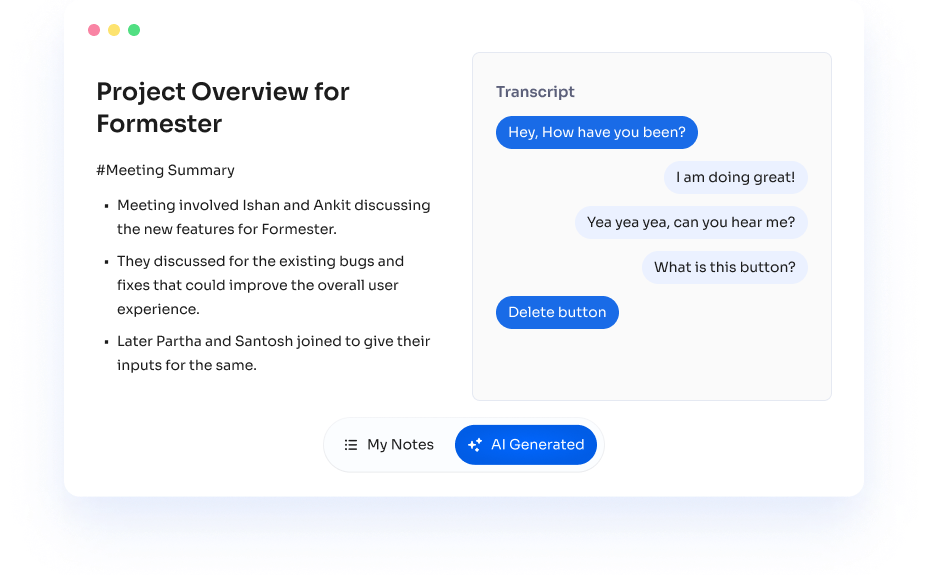 Project Overview for
Formester
#Meeting Summary
Meeting involved Ishan and Ankit discussing
the new features for Formester.
They discussed for the existing bugs and
fixes that could improve the overall user
experience.
Later Partha and Santosh joined to give their
inputs for the same.
Transcript
Hey, How have you been?
I am doing great!
Yea yea yea, can you hear me?
What is this button?
Delete button
My Notes
AI Generated